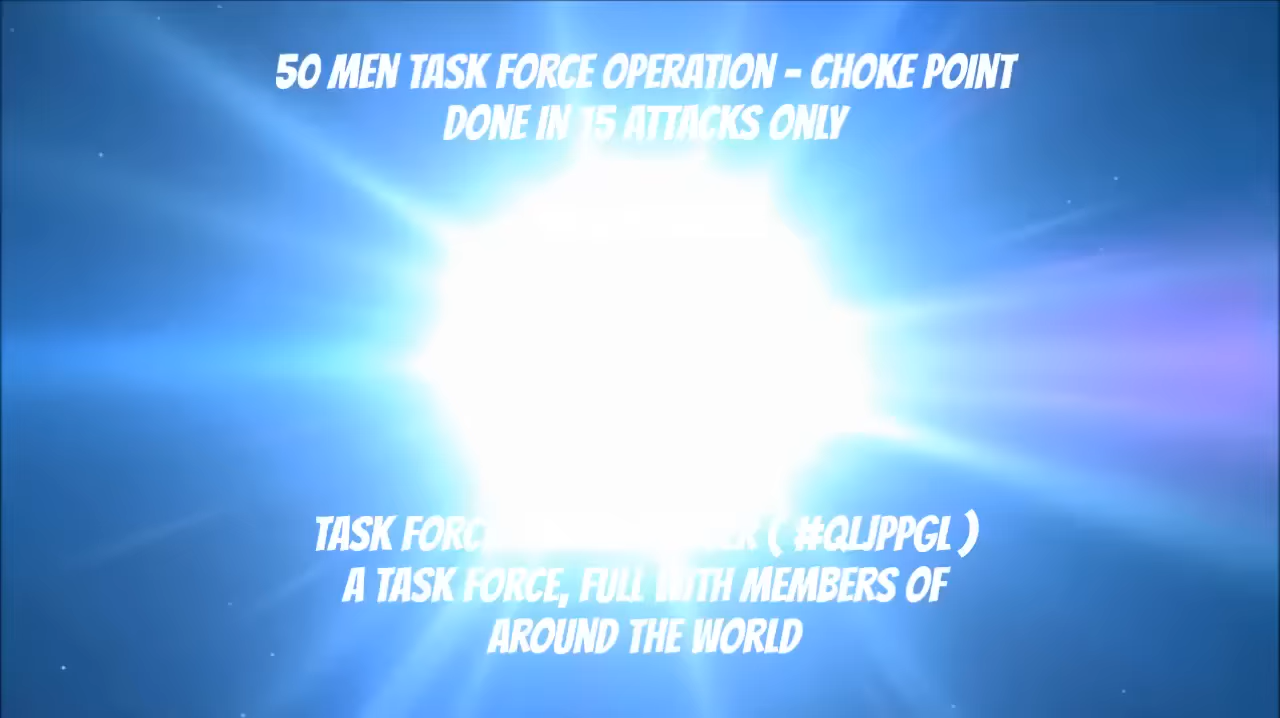 50 MEN TASK FORCE OPERATION - CHOKE POINT
DONE IN 15 ATTACKS ONLY
TASK FORCE ( #QLJPPGL )
A TASK FORCE, FULL WITH MEMBERS OF
AROUND THE WORLD